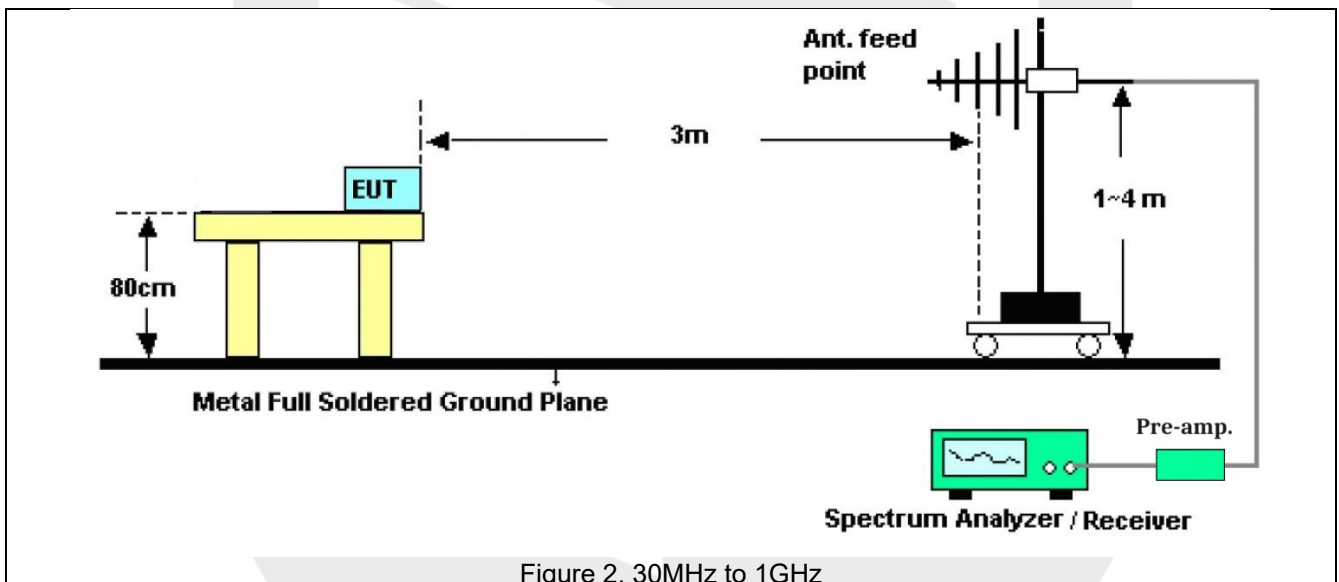 Ant. feed
point
3m
EUT
1~4 m
80cm
Metal Full Soldered Ground Plane
Pre-amp.
Spectrum Analyzer / Receiver
Figure 2. 30MHz to 1GHz